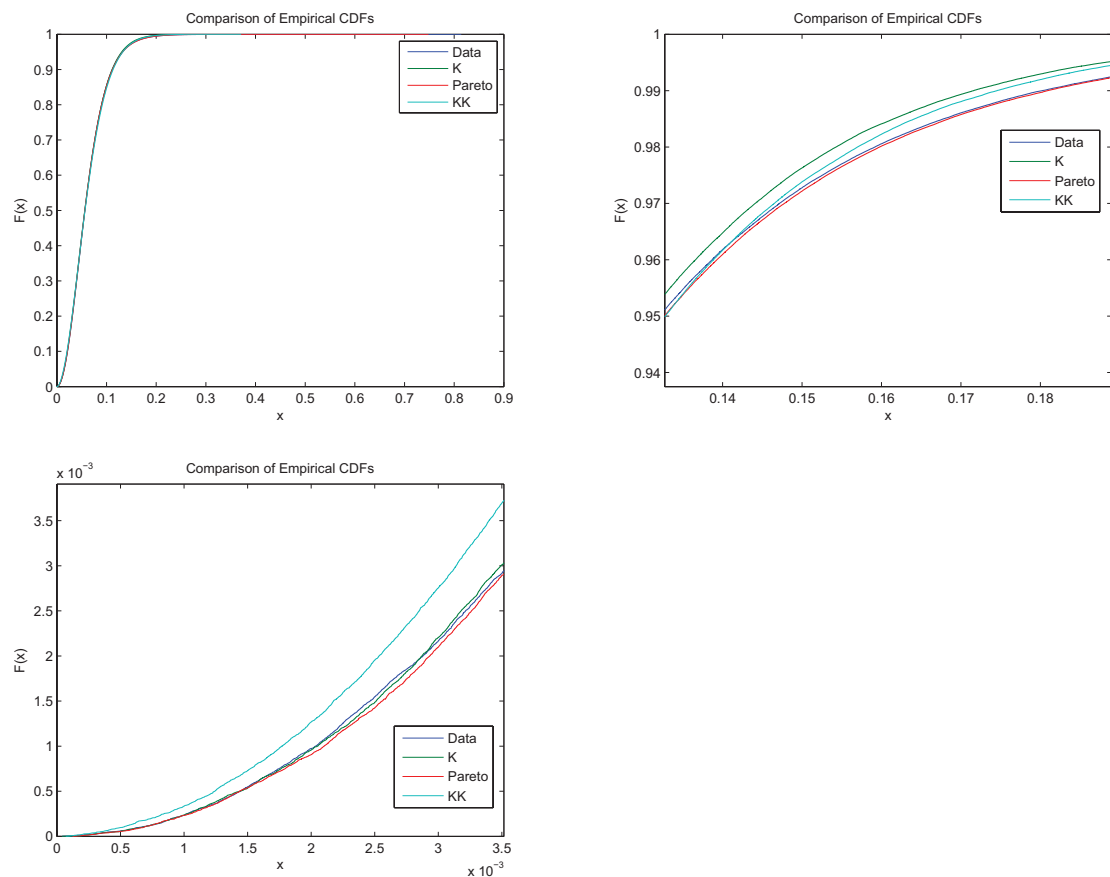 Comparison of Empirical CDFs
1
0.9
0.8
0.7
0.6
0.5
0.4
0.3
0.2
0.1
0
F(x)
0 0.1 0.2 0.3 0.4 0.5 0.6 0.7 0.8 0.9
x
Data
K
Pareto
KK
Comparison of Empirical CDFs
1
0.99
0.98
0.97
0.96
0.95
0.94
F(x)
0.14 0.15 0.16 0.17 0.18
x
Data
K
Pareto
KK
Comparison of Empirical CDFs
x 10⁻³
3.5
3
2.5
2
1.5
1
0.5
0
F(x)
0 0.5 1 1.5 2 2.5 3 3.5
x
x 10⁻³
Data
K
Pareto
KK